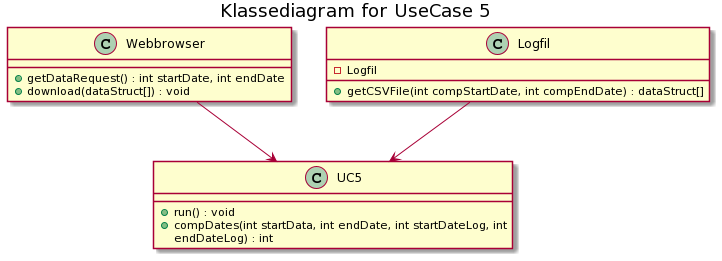 Klassediagram for UseCase 5
C Webbrowser
getDataRequest() : int startDate, int endDate
download(dataStruct[]) : void
C Logfil
Logfil
getCSVFile(int compStartDate, int compEndDate) : dataStruct[]
C UC5
run() : void
compDates(int startData, int endDate, int startDateLog, int
endDateLog) : int